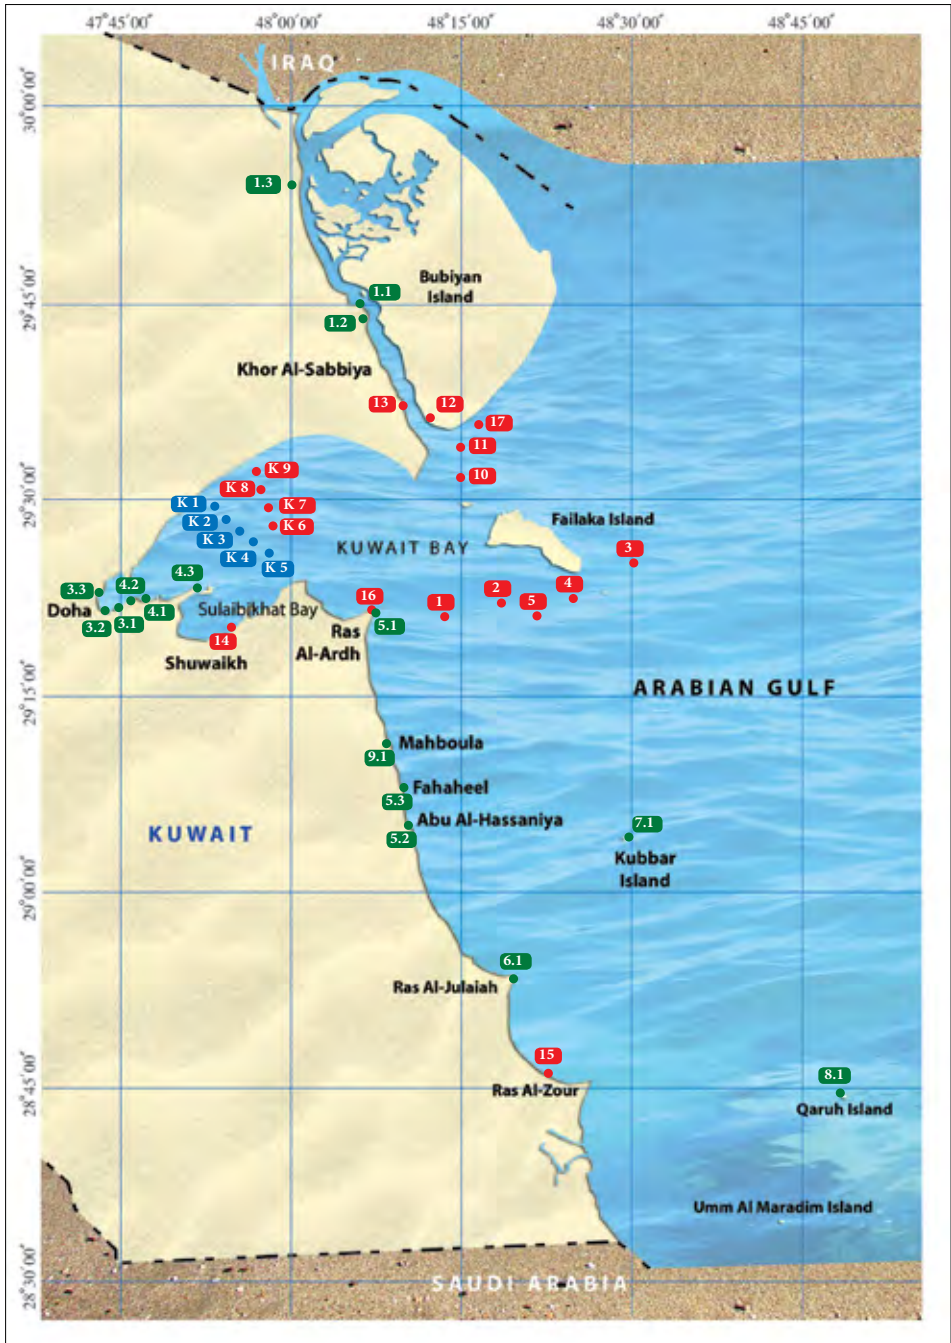 47°45´00˝
48°00´00˝
48°15´00˝
48°30´00˝
48°45´00˝
30°00´00˝
29°45´00˝
29°30´00˝
29°15´00˝
29°00´00˝
28°45´00˝
28°30´00˝
IRAQ
1.3
Bubiyan
Island
1.1
1.2
Khor Al-Sabbiya
13
12
17
11
10
K 9
K 8
K 1
K 7
K 2
K 6
K 3
K 4
K 5
KUWAIT BAY
Failaka Island
3
4.3
4.2
3.3
Doha
3.2
3.1
4.1
Sulaibikhat Bay
14
Shuwaikh
16
5.1
Ras
Al-Ardh
1
2
5
4
ARABIAN GULF
Mahboula
9.1
Fahaheel
5.3
Abu Al-Hassaniya
5.2
KUWAIT
7.1
Kubbar
Island
6.1
Ras Al-Julaiah
15
Ras Al-Zour
8.1
Qaruh Island
Umm Al Maradim Island
SAUDI ARABIA